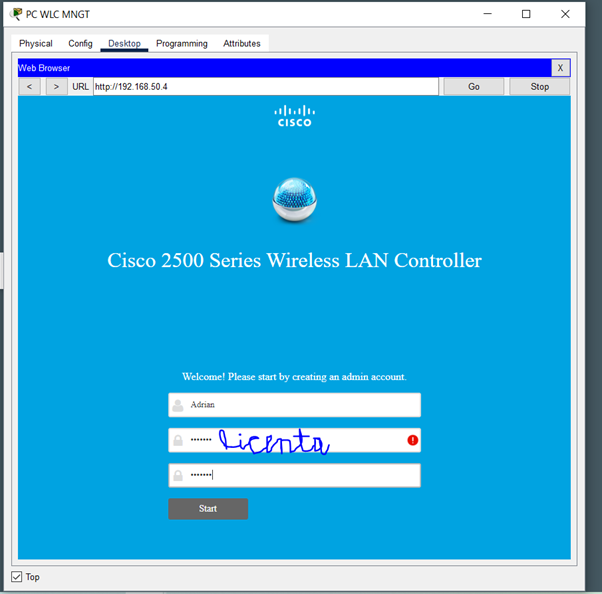 PC WLC MNGT
Physical Config Desktop Programming Attributes
Web Browser X
< > URL http://192.168.50.4 Go Stop
CISCO
Cisco 2500 Series Wireless LAN Controller
Welcome! Please start by creating an admin account.
Adrian
••••••• licenta
•••••••
Start
Top